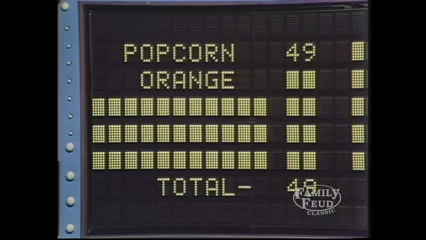 POPCORN 49
ORANGE
TOTAL- 49
FAMILY
FEUD
CLASSIC